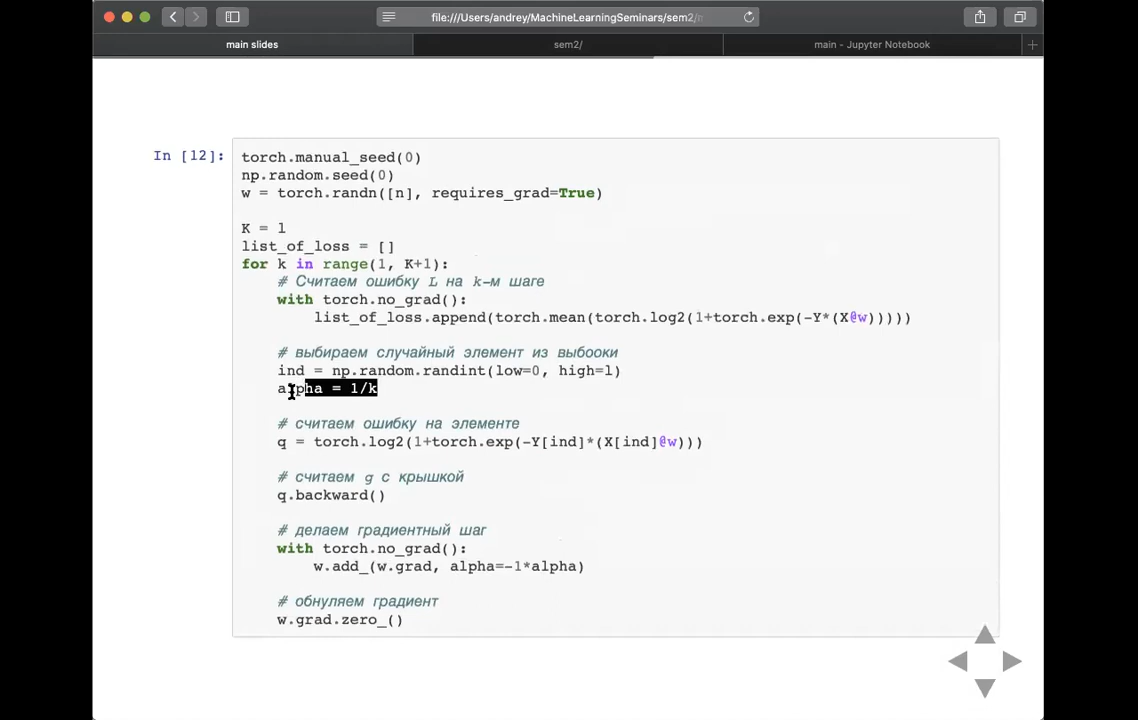 file:///Users/andrey/MachineLearningSeminars/sem2/
main slides
sem2/
main - Jupyter Notebook
In [12]:
torch.manual_seed(0)
np.random.seed(0)
w = torch.randn([n], requires_grad=True)
K = l
list_of_loss = []
for k in range(1, K+1):
# Считаем ошибку L на k-м шаге
with torch.no_grad():
list_of_loss.append(torch.mean(torch.log2(1+torch.exp(-Y*(X@w)))))
# выбираем случайный элемент из выбооки
ind = np.random.randint(low=0, high=l)
alpha = 1/k
# считаем ошибку на элементе
q = torch.log2(1+torch.exp(-Y[ind]*(X[ind]@w)))
# считаем g с крышкой
q.backward()
# делаем градиентный шаг
with torch.no_grad():
w.add_(w.grad, alpha=-1*alpha)
# обнуляем градиент
w.grad.zero_()